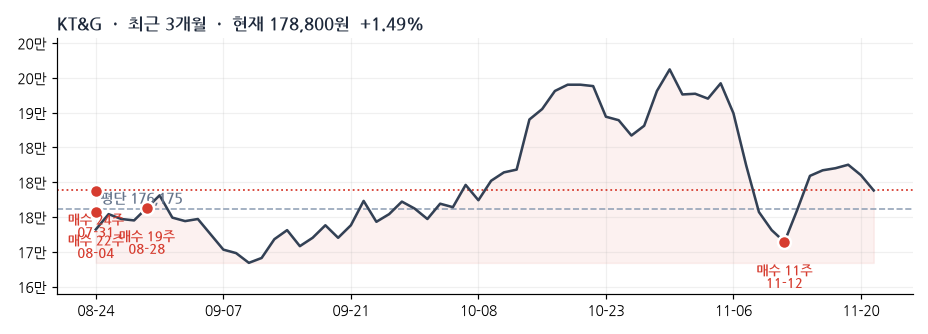 KT&G · 최근 3개월 · 현재 178,800원 +1.49%
20만
20만
19만
18만
18만
18만
17만
16만
평단 176,175
07-31
매수 22주
08-04
매수 19주
08-28
매수 11주
11-12
08-24
09-07
09-21
10-08
10-23
11-06
11-20